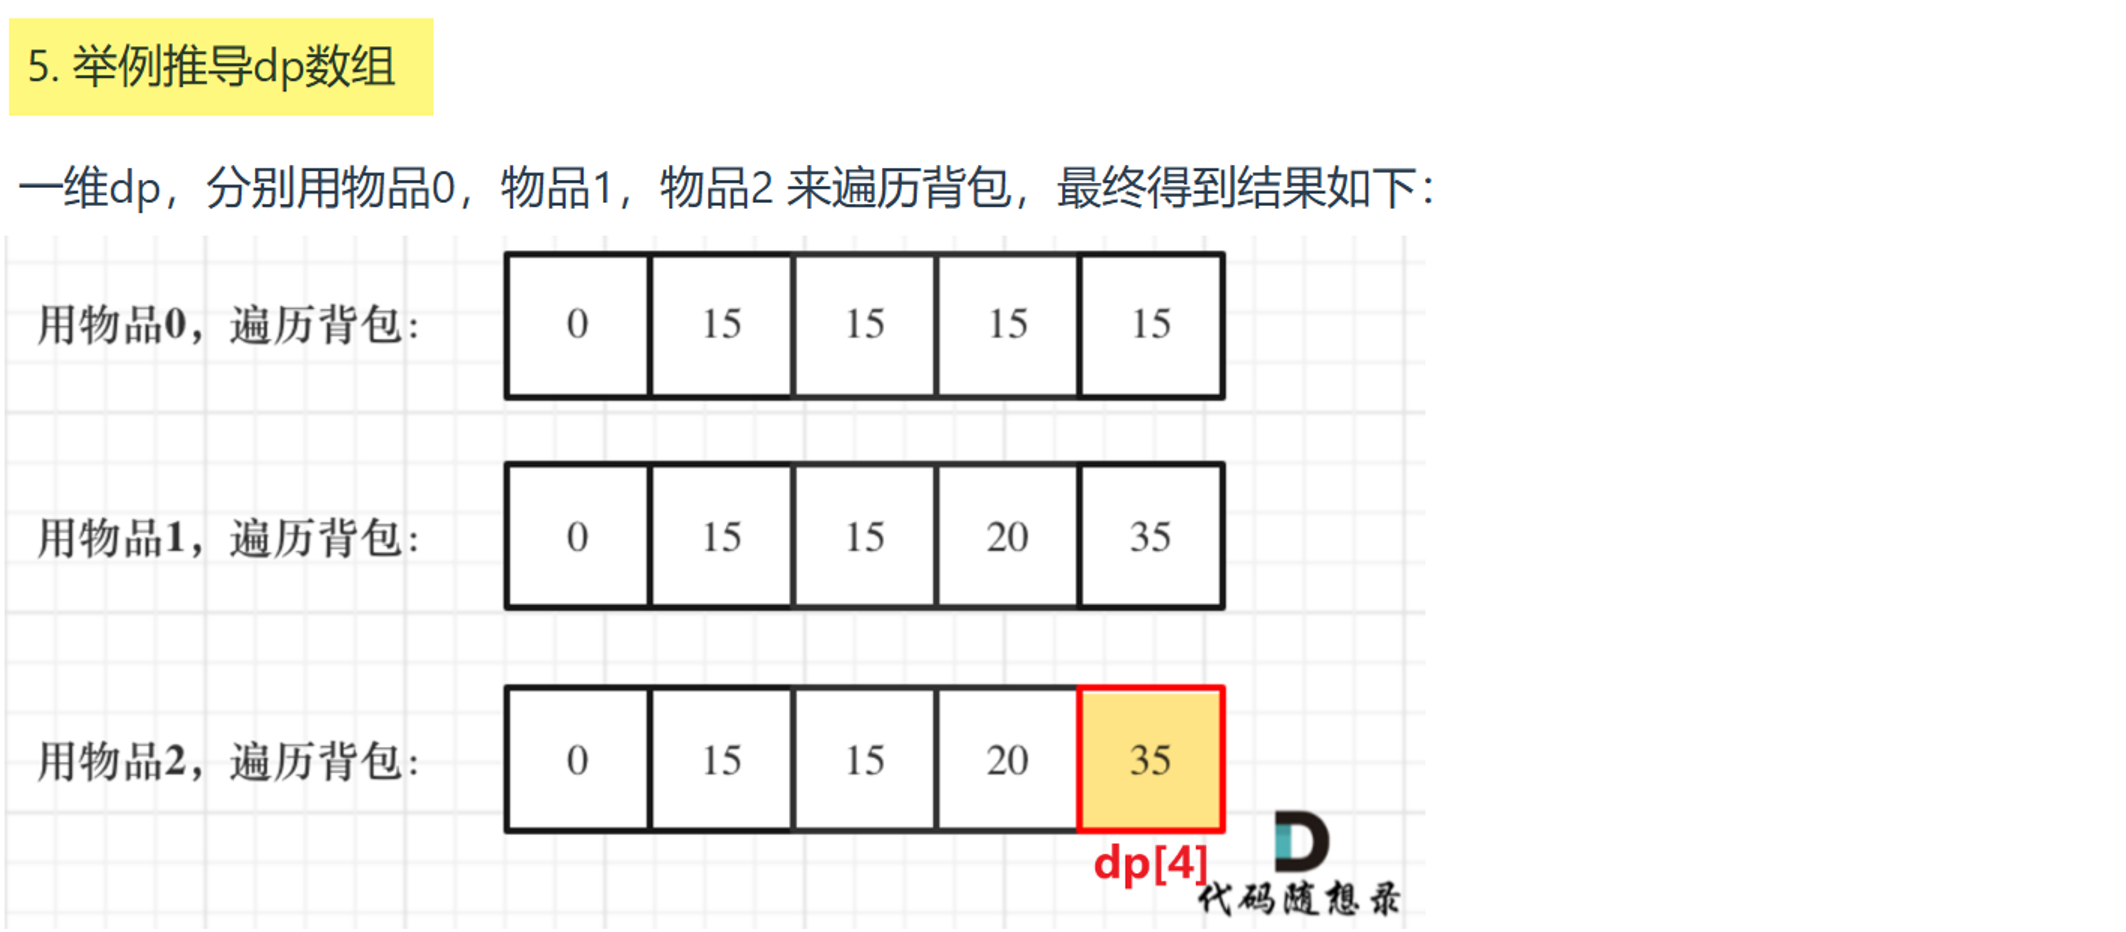 5. 举例推导dp数组
一维dp，分别用物品0，物品1，物品2 来遍历背包，最终得到结果如下：
用物品0，遍历背包： 0 15 15 15 15
用物品1，遍历背包： 0 15 15 20 35
用物品2，遍历背包： 0 15 15 20 35
dp[4]
代码随想录